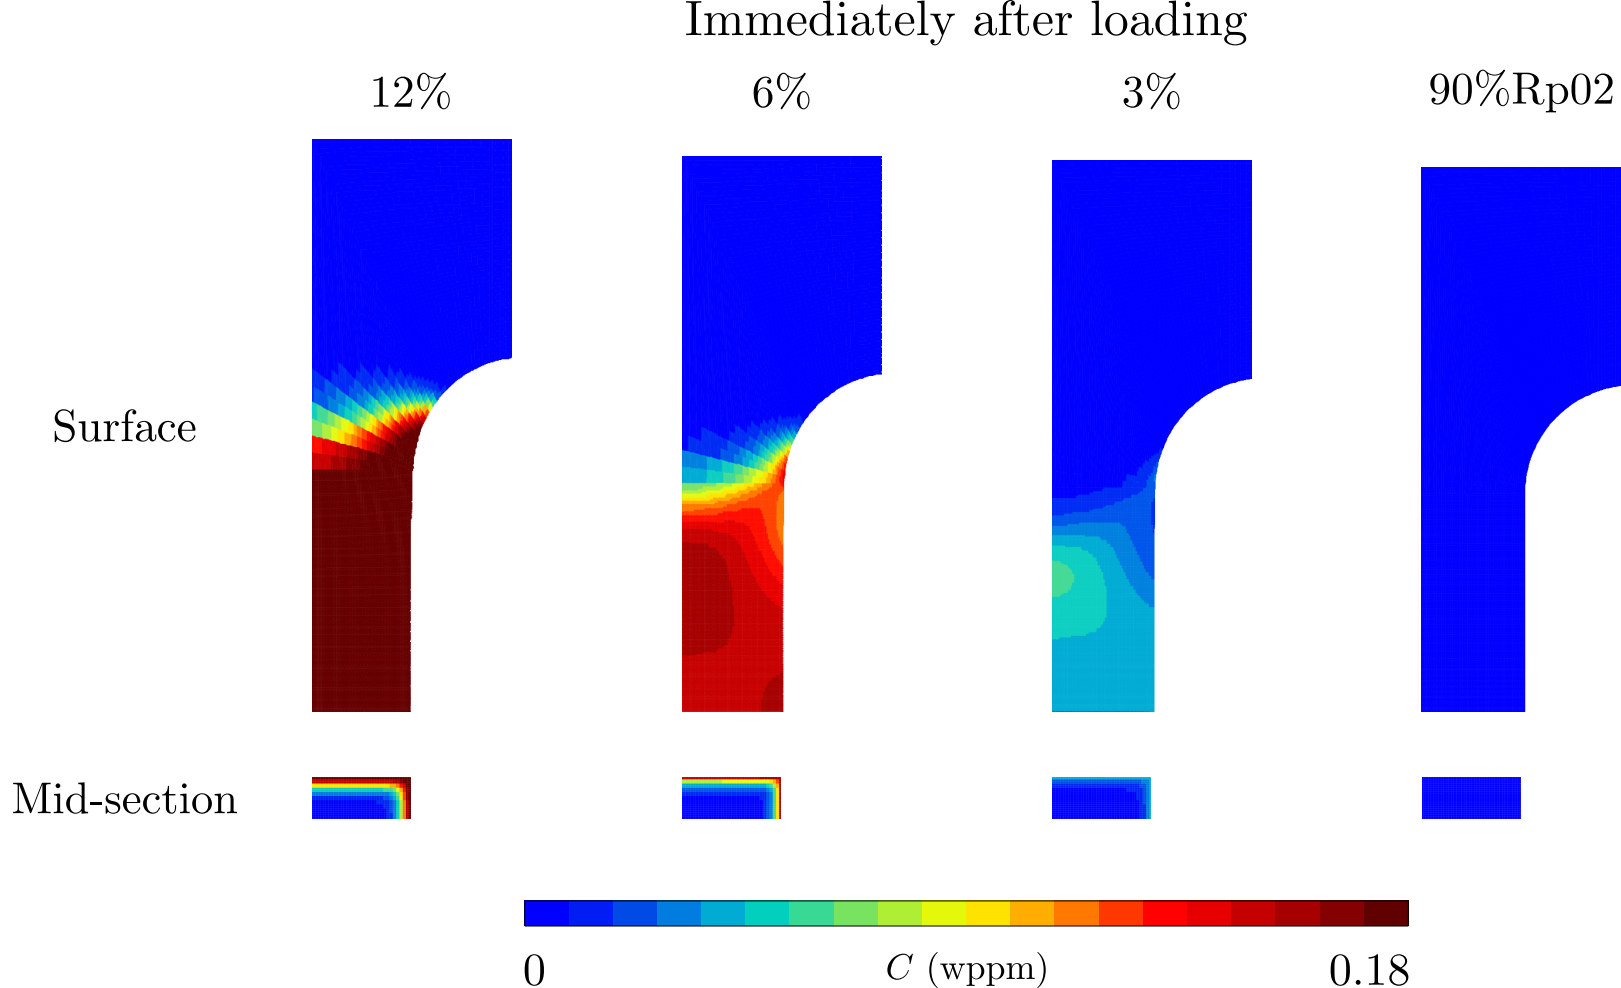 Immediately after loading
12% 6% 3% 90%Rp02
Surface
Mid-section
0 C (wppm) 0.18